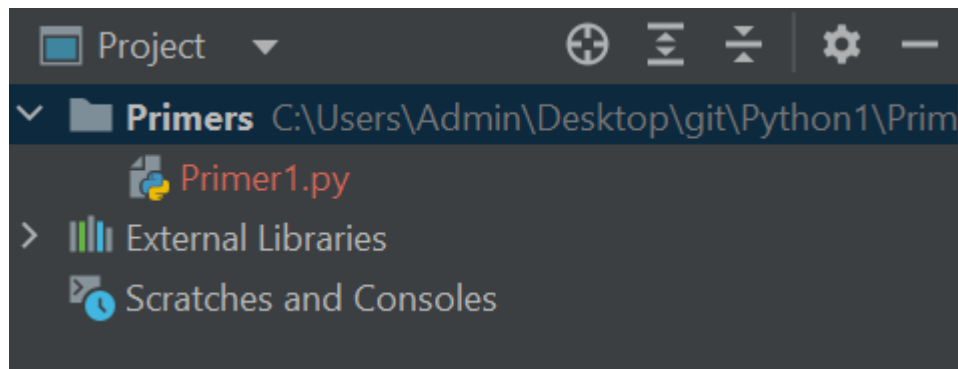 Project
Primers C:\Users\Admin\Desktop\git\Python1\Prim
Primer1.py
External Libraries
Scratches and Consoles